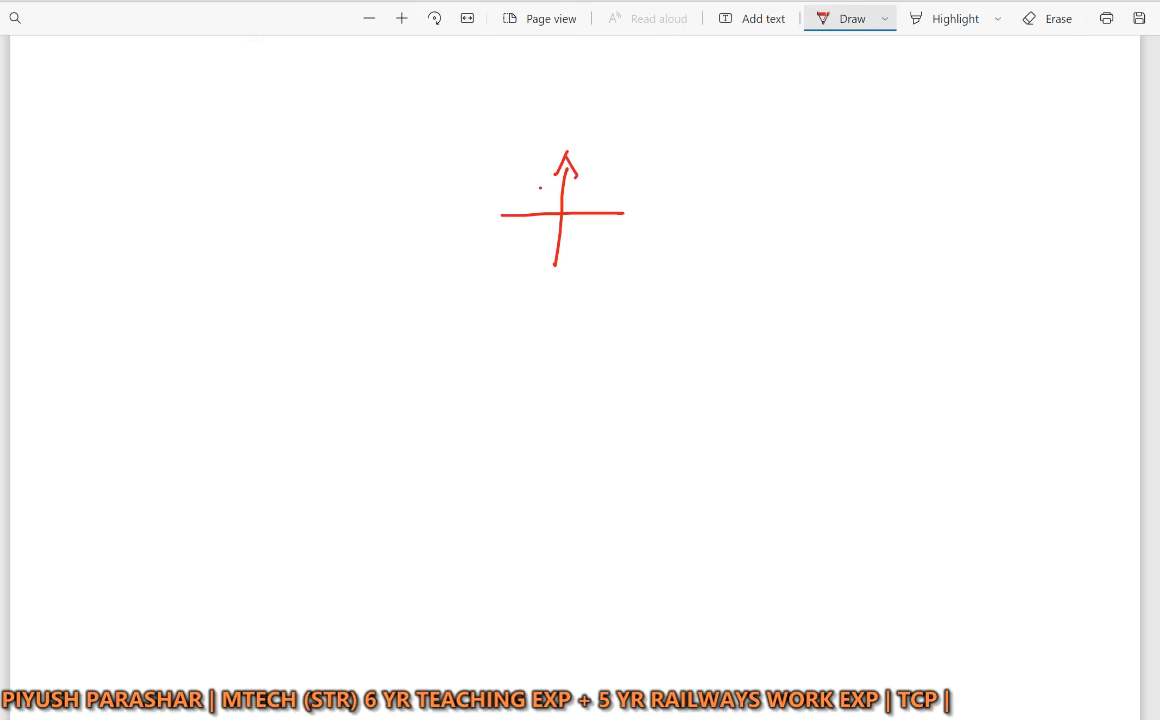 Page view Read aloud Add text Draw Highlight Erase
PIYUSH PARASHAR | MTECH (STR) 6 YR TEACHING EXP + 5 YR RAILWAYS WORK EXP | TCP |